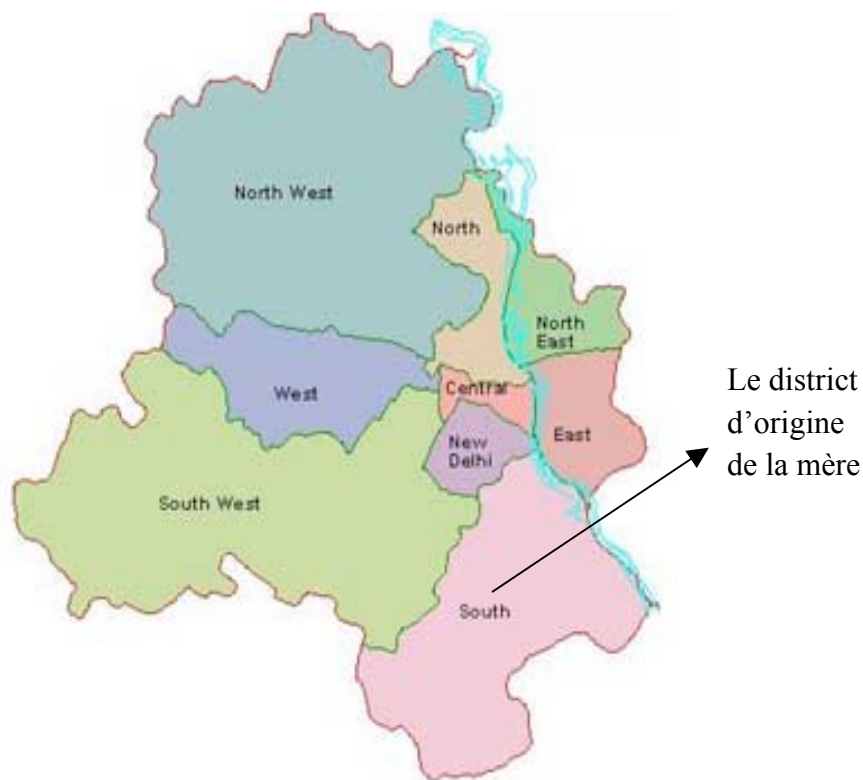 North West
North
North
East
West
Central
East
New
Delhi
South West
South
Le district
d’origine
de la mère